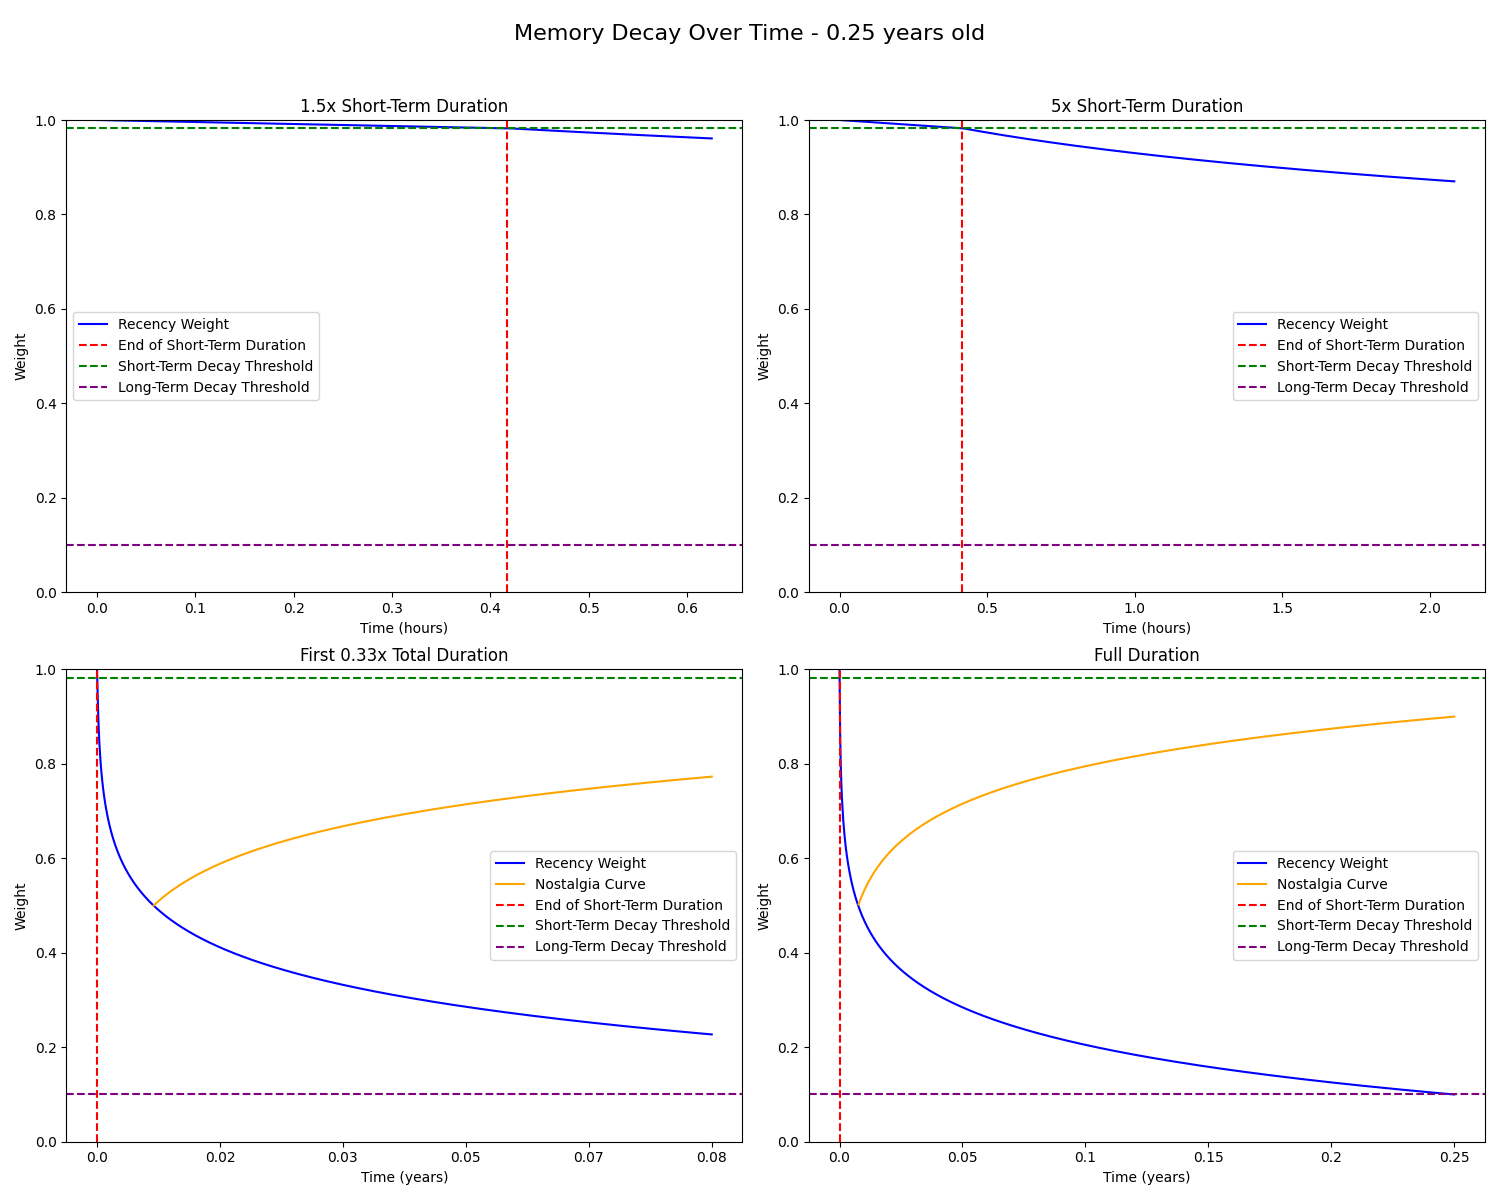 Memory Decay Over Time - 0.25 years old
1.5x Short-Term Duration
1.0
0.8
0.6
0.4
0.2
0.0
Weight
Recency Weight
End of Short-Term Duration
Short-Term Decay Threshold
Long-Term Decay Threshold
0.0 0.1 0.2 0.3 0.4 0.5 0.6
Time (hours)
5x Short-Term Duration
1.0
0.8
0.6
0.4
0.2
0.0
Weight
Recency Weight
End of Short-Term Duration
Short-Term Decay Threshold
Long-Term Decay Threshold
0.0 0.5 1.0 1.5 2.0
Time (hours)
First 0.33x Total Duration
1.0
0.8
0.6
0.4
0.2
0.0
Weight
Recency Weight
Nostalgia Curve
End of Short-Term Duration
Short-Term Decay Threshold
Long-Term Decay Threshold
0.0 0.02 0.03 0.05 0.07 0.08
Time (years)
Full Duration
1.0
0.8
0.6
0.4
0.2
0.0
Weight
Recency Weight
Nostalgia Curve
End of Short-Term Duration
Short-Term Decay Threshold
Long-Term Decay Threshold
0.0 0.05 0.1 0.15 0.2 0.25
Time (years)